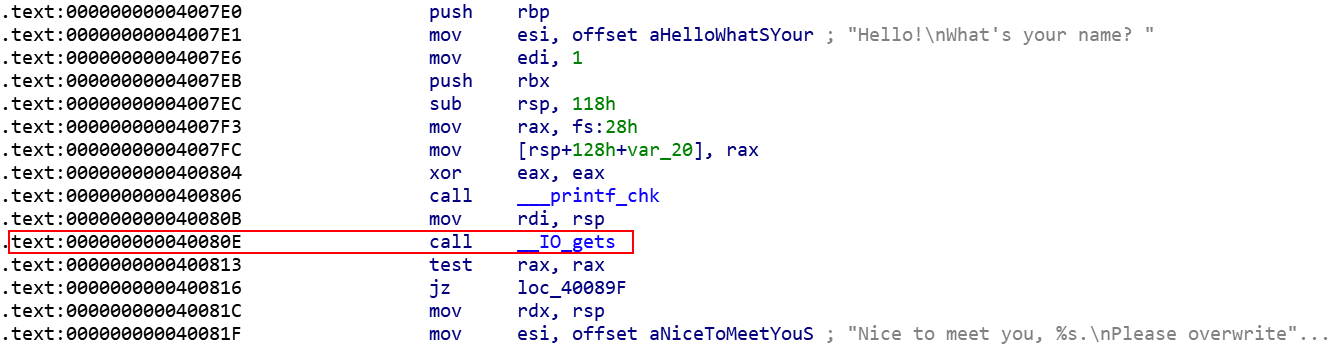 .text:00000000004007E0 push rbp
.text:00000000004007E1 mov esi, offset aHelloWhatSYour ; "Hello!\nWhat's your name? "
.text:00000000004007E6 mov edi, 1
.text:00000000004007EB push rbx
.text:00000000004007EC sub rsp, 118h
.text:00000000004007F3 mov rax, fs:28h
.text:00000000004007FC mov [rsp+128h+var_20], rax
.text:0000000000400804 xor eax, eax
.text:0000000000400806 call ___printf_chk
.text:000000000040080B mov rdi, rsp
.text:000000000040080E call __IO_gets
.text:0000000000400813 test rax, rax
.text:0000000000400816 jz loc_40089F
.text:000000000040081C mov rdx, rsp
.text:000000000040081F mov esi, offset aNiceToMeetYouS ; "Nice to meet you, %s.\nPlease overwrite"...